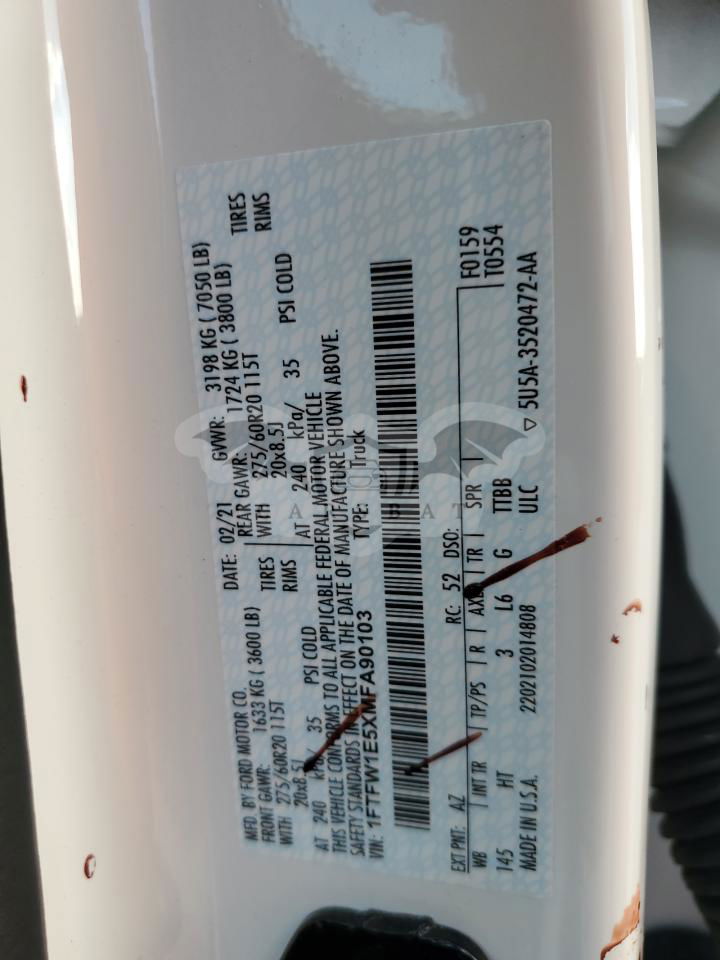 MFD. BY FORD MOTOR CO.
DATE: 02/21 GVWR: 3198 KG ( 7050 LB)
FRONT GAWR: 1633 KG ( 3600 LB) REAR GAWR: 1724 KG ( 3800 LB)
WITH 275/60R20 115T TIRES WITH 275/60R20 115T TIRES
20x8.5J RIMS 20x8.5J RIMS
AT 240 kPa/ 35 PSI COLD AT 240 kPa/ 35 PSI COLD
THIS VEHICLE CONFORMS TO ALL APPLICABLE FEDERAL MOTOR VEHICLE
SAFETY STANDARDS IN EFFECT ON THE DATE OF MANUFACTURE SHOWN ABOVE.
VIN: 1FTFW1E5XMFA90103 TYPE: Truck
EXT PNT: AZ RC: 52 DSO: F0159
WB INT TR TP/PS R AXLE TR SPR T0554
145 HT 3 L6 G TTBB
MADE IN U.S.A. 2202102014808 ULC ▽ 5U5A-3520472-AA